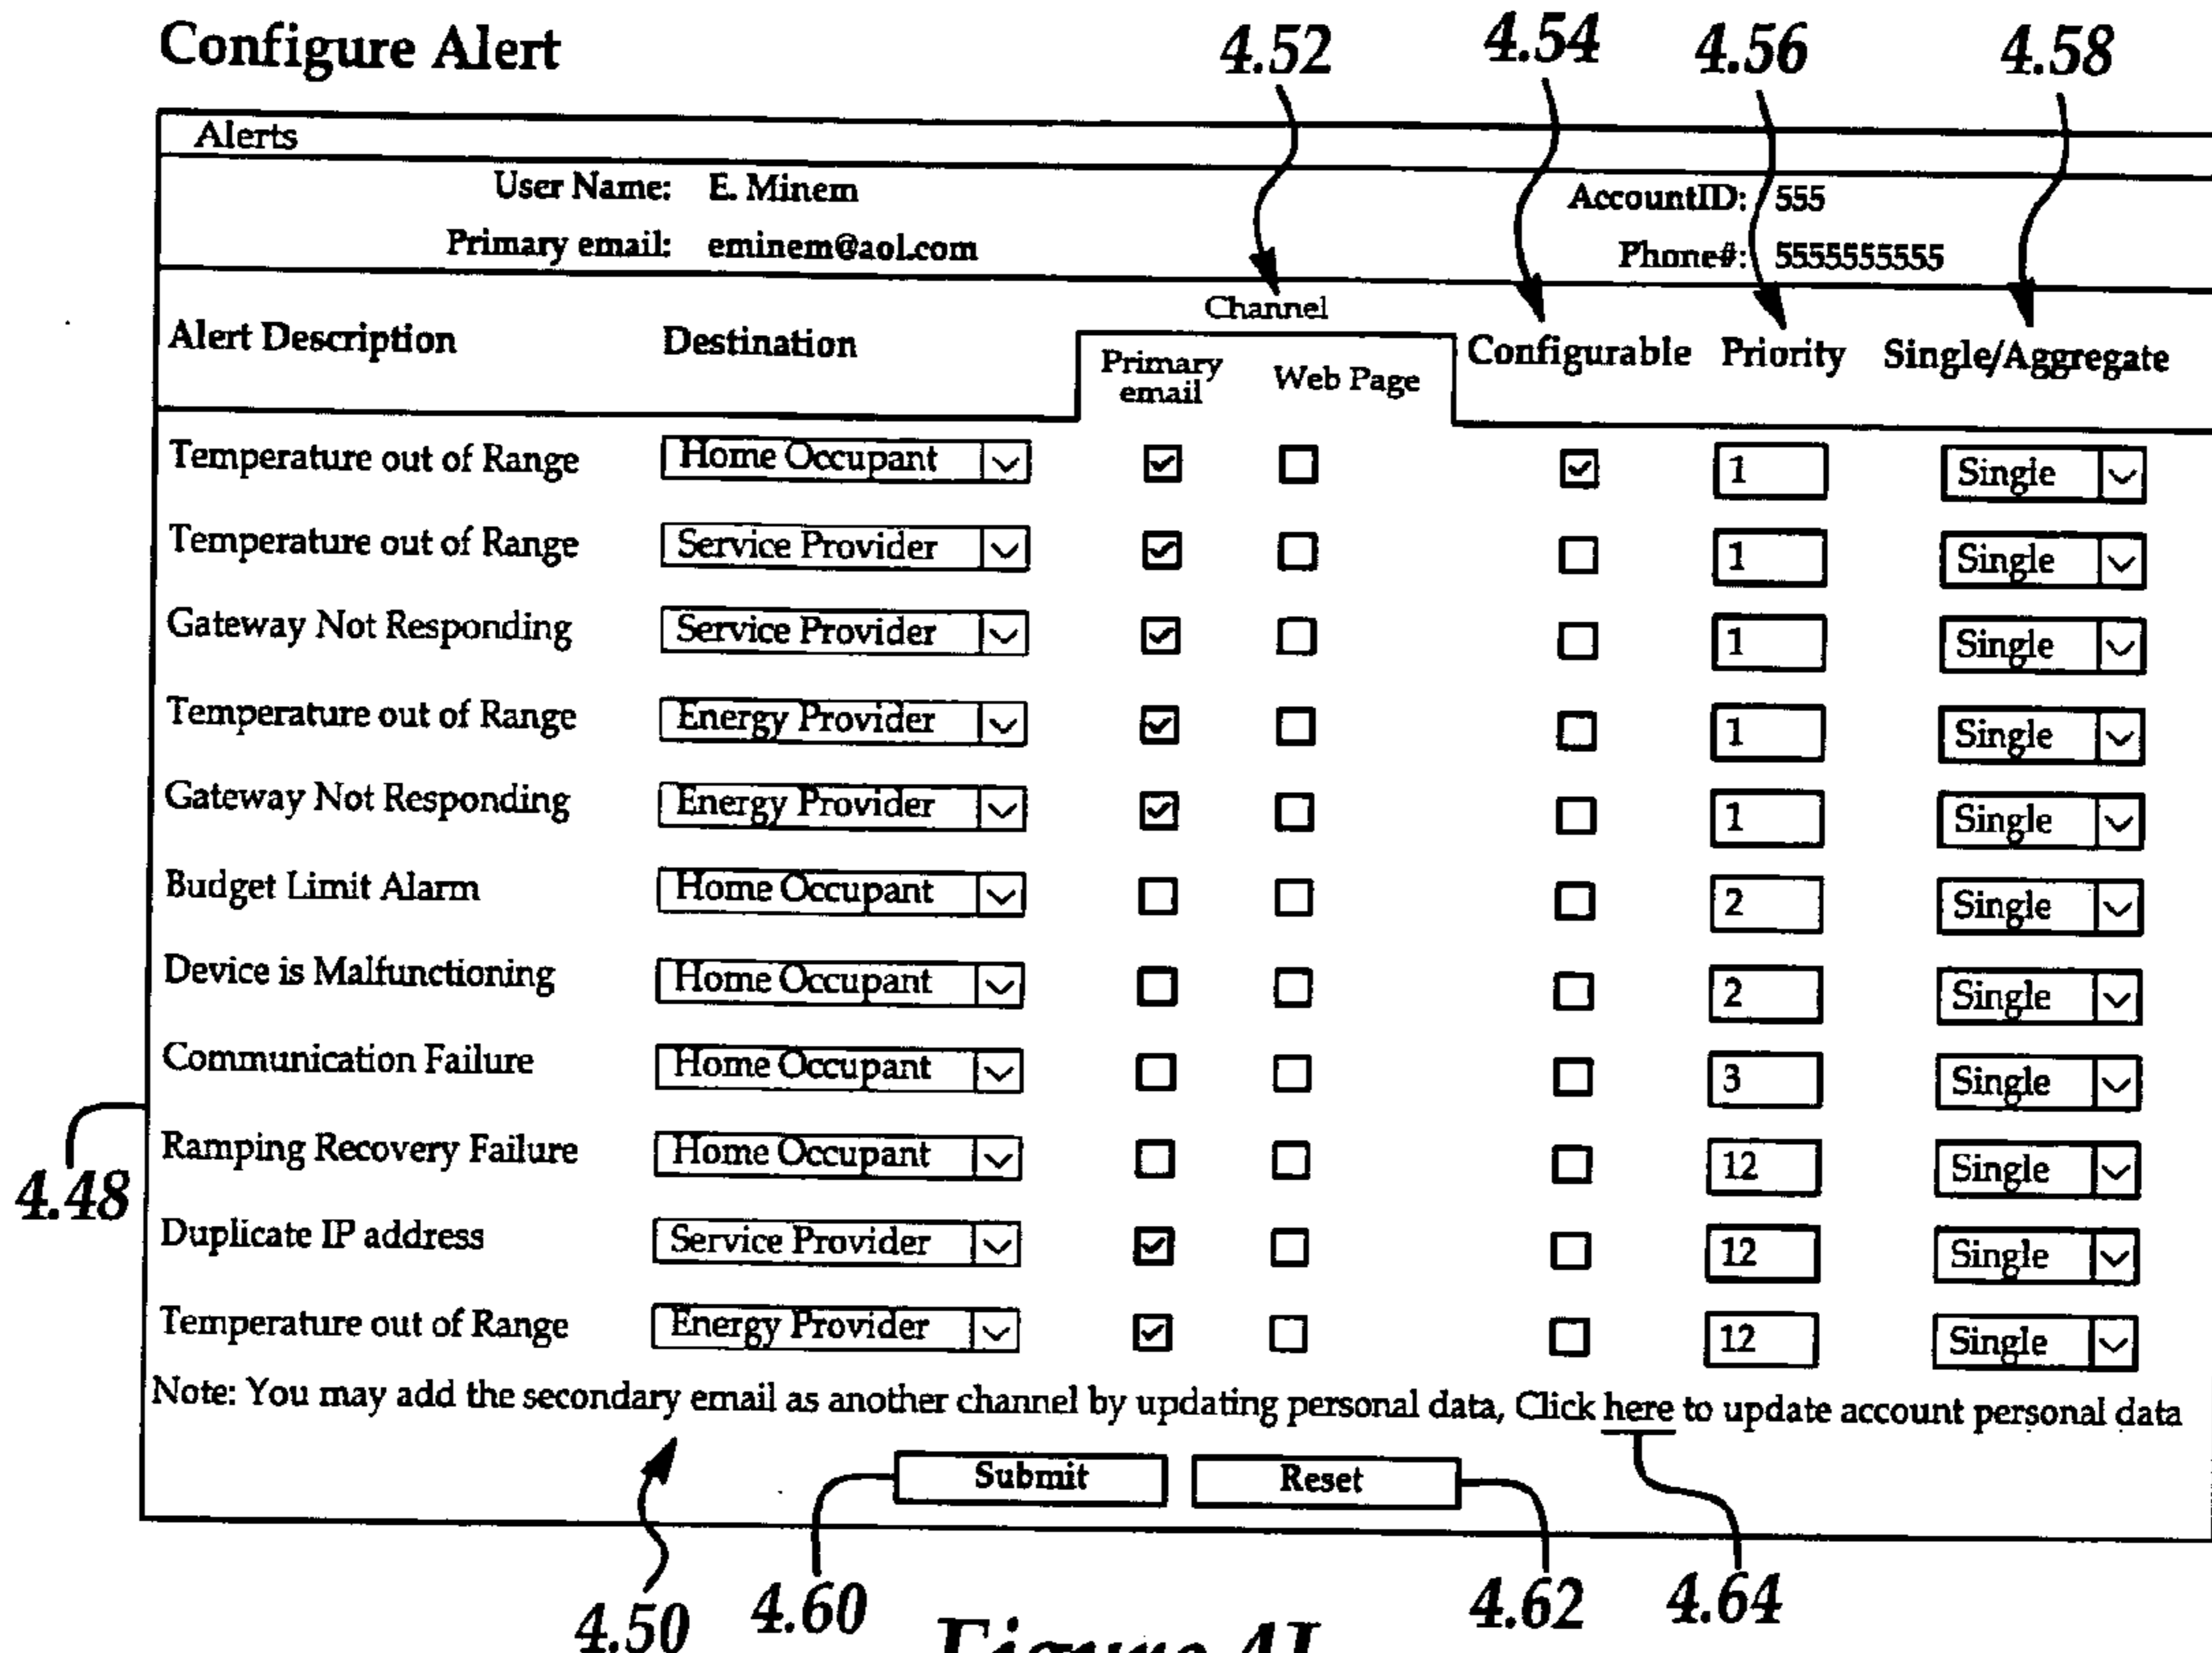 Configure Alert
4.52 4.54 4.56 4.58
Alerts
User Name: E. Minem AccountID: 555
Primary email: eminem@aol.com Phone#: 5555555555
Channel
Alert Description Destination Primary email Web Page Configurable Priority Single/Aggregate
Temperature out of Range Home Occupant 1 Single
Temperature out of Range Service Provider 1 Single
Gateway Not Responding Service Provider 1 Single
Temperature out of Range Energy Provider 1 Single
Gateway Not Responding Energy Provider 1 Single
Budget Limit Alarm Home Occupant 2 Single
Device is Malfunctioning Home Occupant 2 Single
Communication Failure Home Occupant 3 Single
Ramping Recovery Failure Home Occupant 12 Single
4.48
Duplicate IP address Service Provider 12 Single
Temperature out of Range Energy Provider 12 Single
Note: You may add the secondary email as another channel by updating personal data, Click here to update account personal data
Submit Reset
4.50 4.60 4.62 4.64
Figure